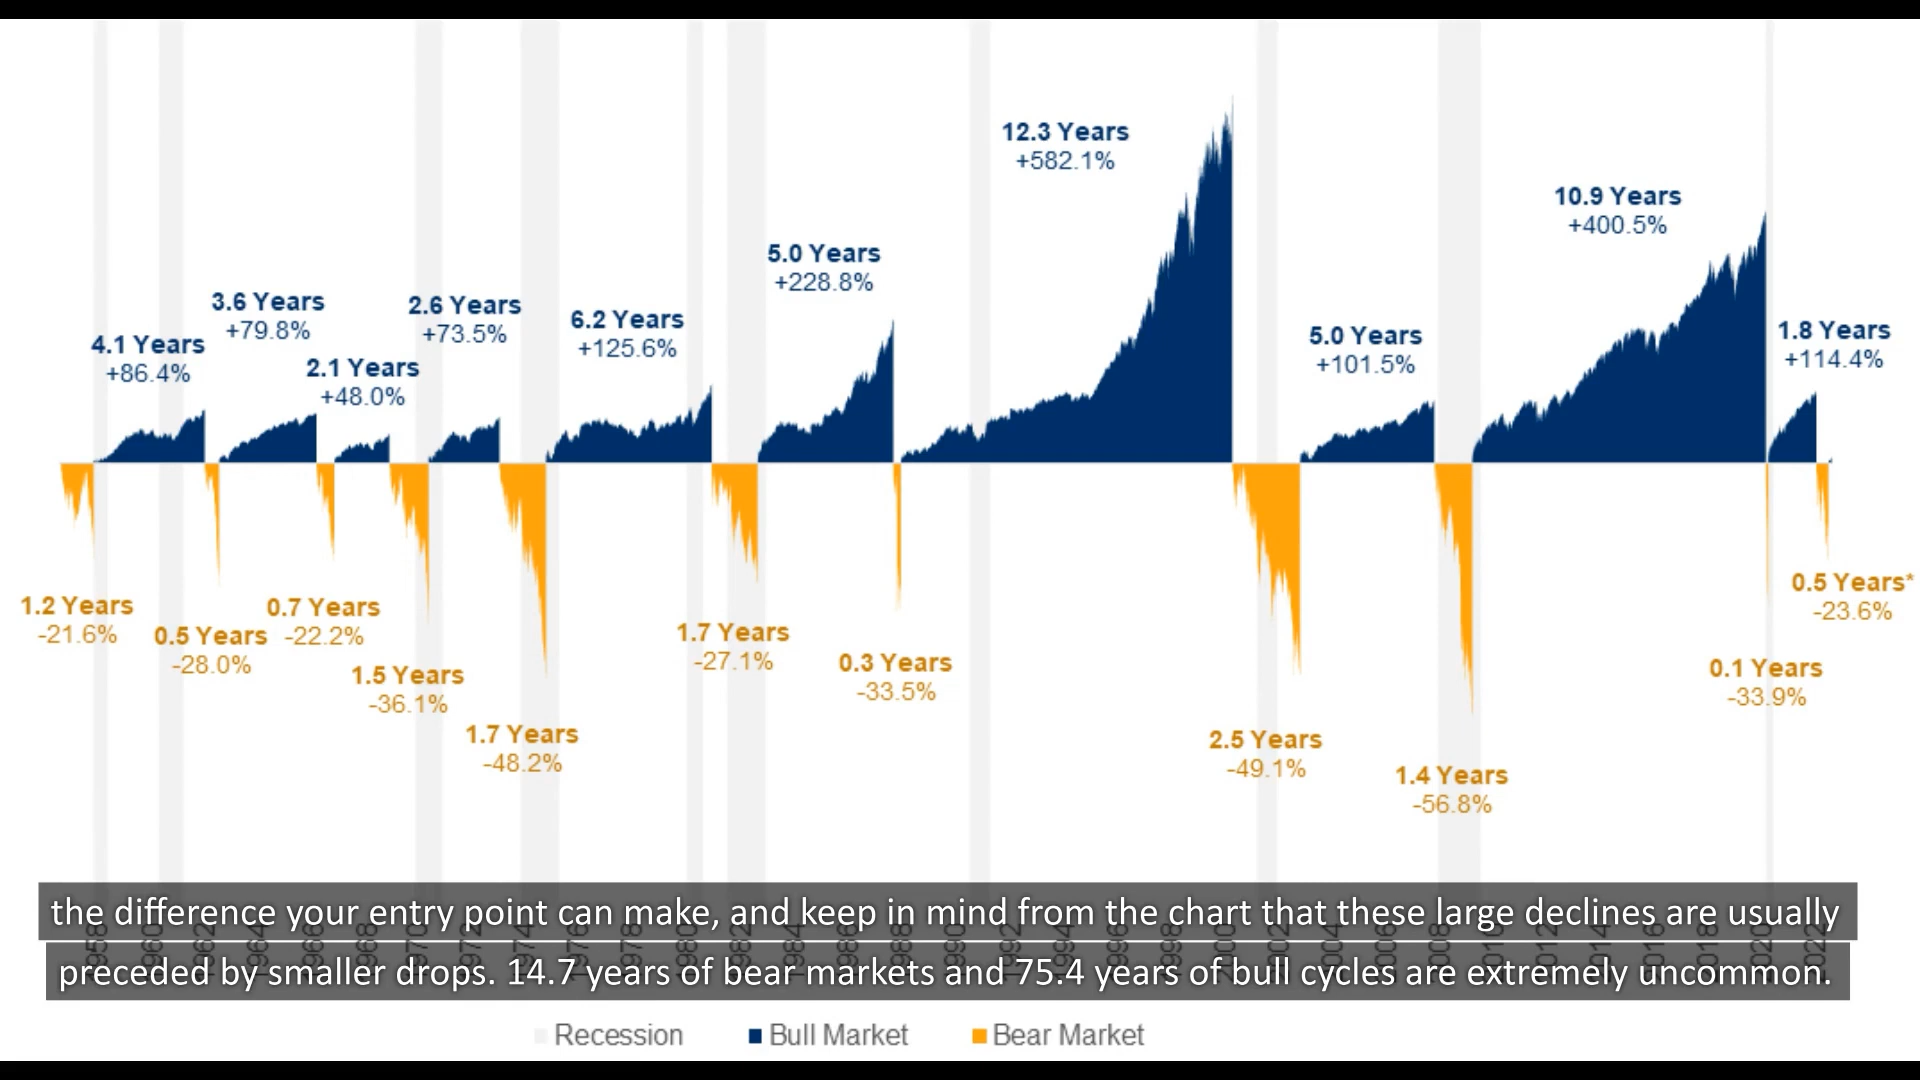 12.3 Years
+582.1%
10.9 Years
+400.5%
5.0 Years
+228.8%
3.6 Years
+79.8%
2.6 Years
+73.5%
6.2 Years
+125.6%
4.1 Years
+86.4%
2.1 Years
+48.0%
5.0 Years
+101.5%
1.8 Years
+114.4%
1.2 Years
-21.6%
0.5 Years
-28.0%
0.7 Years
-22.2%
1.5 Years
-36.1%
1.7 Years
-48.2%
1.7 Years
-27.1%
0.3 Years
-33.5%
2.5 Years
-49.1%
1.4 Years
-56.8%
0.1 Years
-33.9%
0.5 Years*
-23.6%
the difference your entry point can make, and keep in mind from the chart that these large declines are usually
preceded by smaller drops. 14.7 years of bear markets and 75.4 years of bull cycles are extremely uncommon.
Recession
Bull Market
Bear Market